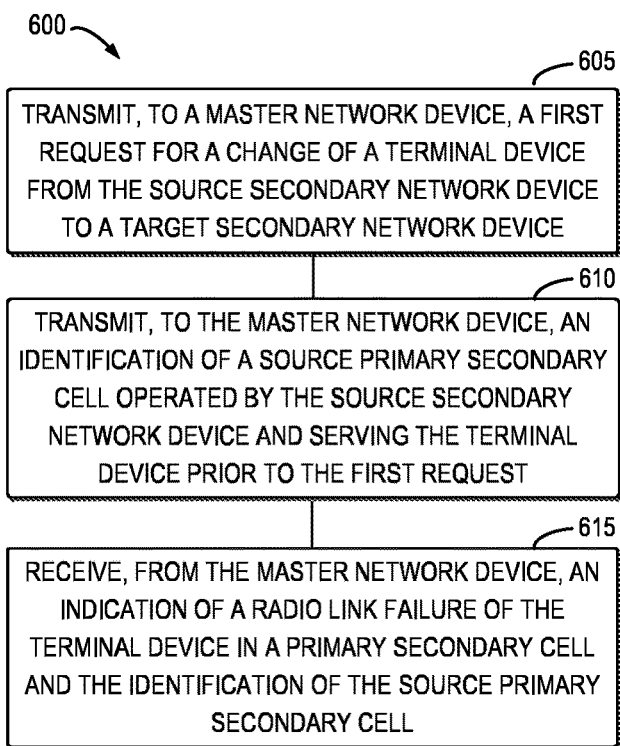 600
605
TRANSMIT, TO A MASTER NETWORK DEVICE, A FIRST
REQUEST FOR A CHANGE OF A TERMINAL DEVICE
FROM THE SOURCE SECONDARY NETWORK DEVICE
TO A TARGET SECONDARY NETWORK DEVICE
610
TRANSMIT, TO THE MASTER NETWORK DEVICE, AN
IDENTIFICATION OF A SOURCE PRIMARY SECONDARY
CELL OPERATED BY THE SOURCE SECONDARY
NETWORK DEVICE AND SERVING THE TERMINAL
DEVICE PRIOR TO THE FIRST REQUEST
615
RECEIVE, FROM THE MASTER NETWORK DEVICE, AN
INDICATION OF A RADIO LINK FAILURE OF THE
TERMINAL DEVICE IN A PRIMARY SECONDARY CELL
AND THE IDENTIFICATION OF THE SOURCE PRIMARY
SECONDARY CELL